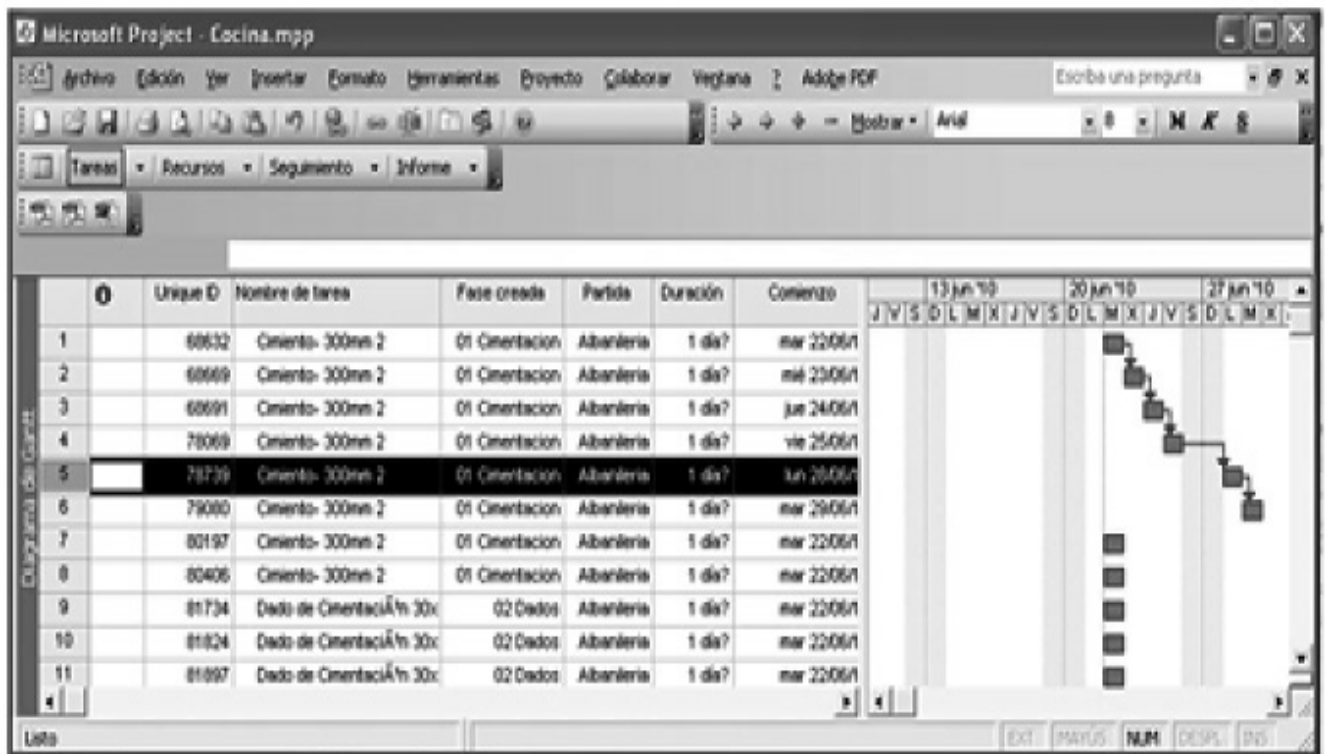 Microsoft Project - Cocina.mpp
Archivo Edición Ver Insertar Formato Herramientas Proyecto Colaborar Ventana ? Adobe PDF Escriba una pregunta
Mostrar Arial 8 N K S
Tareas Recursos Seguimiento Informe
Unique ID Nombre de tarea Fase creada Partida Duración Comienzo 13 jun '10 20 jun '10 27 jun '10
J V S D L M X J V S D L M X J V S D L M X
1 68632 Cimiento- 300mm 2 01 Cimentacion Albanileria 1 día? mar 22/06/1
2 68669 Cimiento- 300mm 2 01 Cimentacion Albanileria 1 día? mié 23/06/1
3 68691 Cimiento- 300mm 2 01 Cimentacion Albanileria 1 día? jue 24/06/1
4 78069 Cimiento- 300mm 2 01 Cimentacion Albanileria 1 día? vie 25/06/1
5 78739 Cimiento- 300mm 2 01 Cimentacion Albanileria 1 día? lun 28/06/1
6 79080 Cimiento- 300mm 2 01 Cimentacion Albanileria 1 día? mar 29/06/1
7 80197 Cimiento- 300mm 2 01 Cimentacion Albanileria 1 día? mar 22/06/1
8 80406 Cimiento- 300mm 2 01 Cimentacion Albanileria 1 día? mar 22/06/1
9 81734 Dado de CimentaciÃ³n 30x 02 Dados Albanileria 1 día? mar 22/06/1
10 81824 Dado de CimentaciÃ³n 30x 02 Dados Albanileria 1 día? mar 22/06/1
11 81897 Dado de CimentaciÃ³n 30x 02 Dados Albanileria 1 día? mar 22/06/1
Diagrama de Gantt
Listo EXT MAYÚS NUM DESPL INS